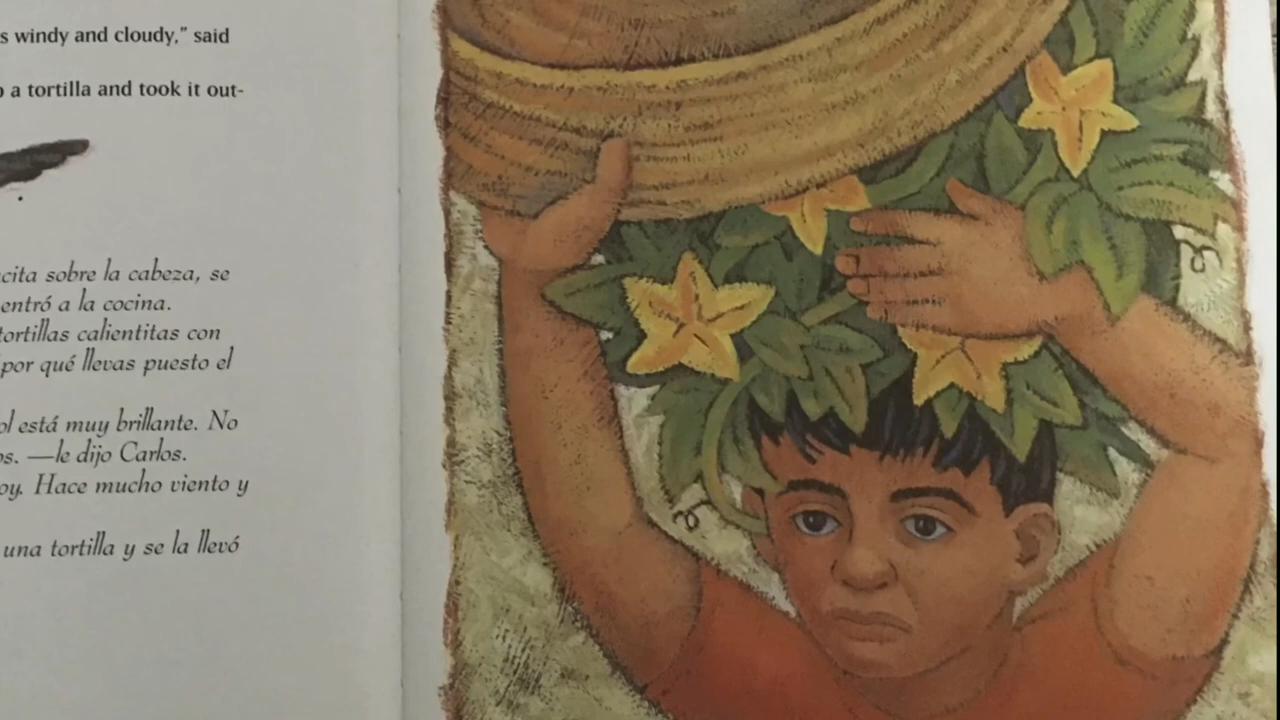 s windy and cloudy,” said
a tortilla and took it out-
cita sobre la cabeza, se
entró a la cocina.
tortillas calientitas con
por qué llevas puesto el
ol está muy brillante. No
os. —le dijo Carlos.
oy. Hace mucho viento y
una tortilla y se la llevó